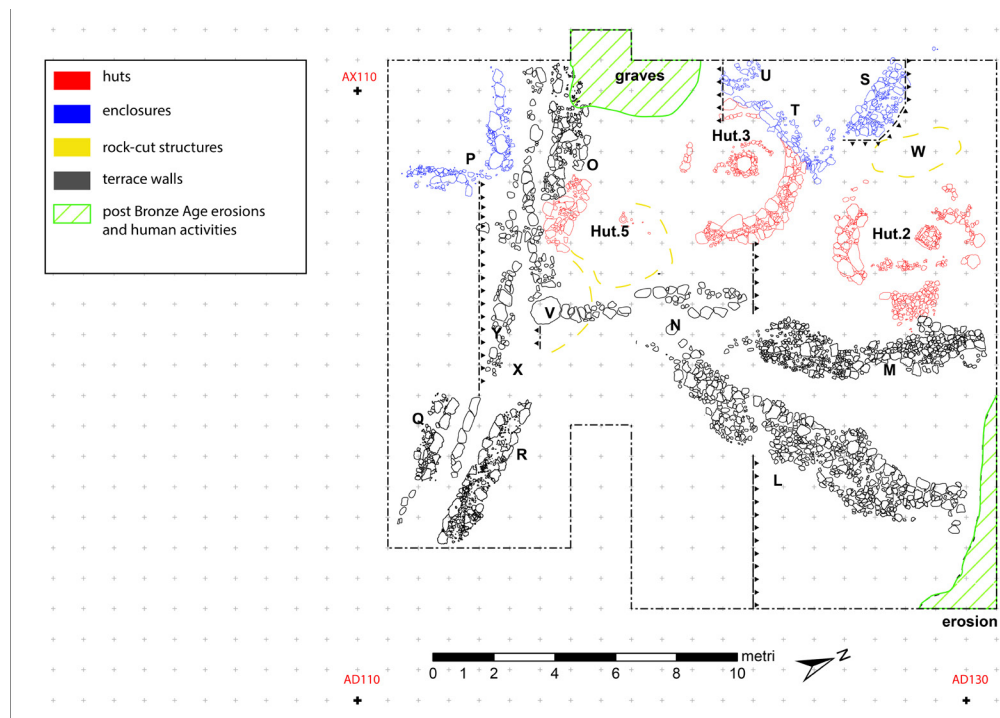 graves
U
S
AX110
huts
enclosures
T
Hut.3
rock-cut structures
P
O
W
terrace walls
post Bronze Age erosions
and human activities
Hut.5
Hut.2
V
N
Y
X
M
Q
R
L
erosion
metri
0 2 4 6 8 10
N
AD110
AD130